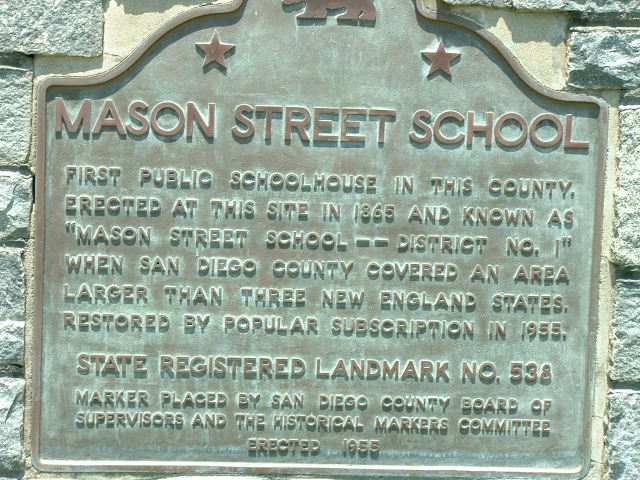 MASON STREET SCHOOL
FIRST PUBLIC SCHOOLHOUSE IN THIS COUNTY.
ERECTED AT THIS SITE IN 1865 AND KNOWN AS
"MASON STREET SCHOOL -- DISTRICT NO. 1"
WHEN SAN DIEGO COUNTY COVERED AN AREA
LARGER THAN THREE NEW ENGLAND STATES.
RESTORED BY POPULAR SUBSCRIPTION IN 1955.
STATE REGISTERED LANDMARK NO. 538
MARKER PLACED BY SAN DIEGO COUNTY BOARD OF
SUPERVISORS AND THE HISTORICAL MARKERS COMMITTEE
ERECTED 1955